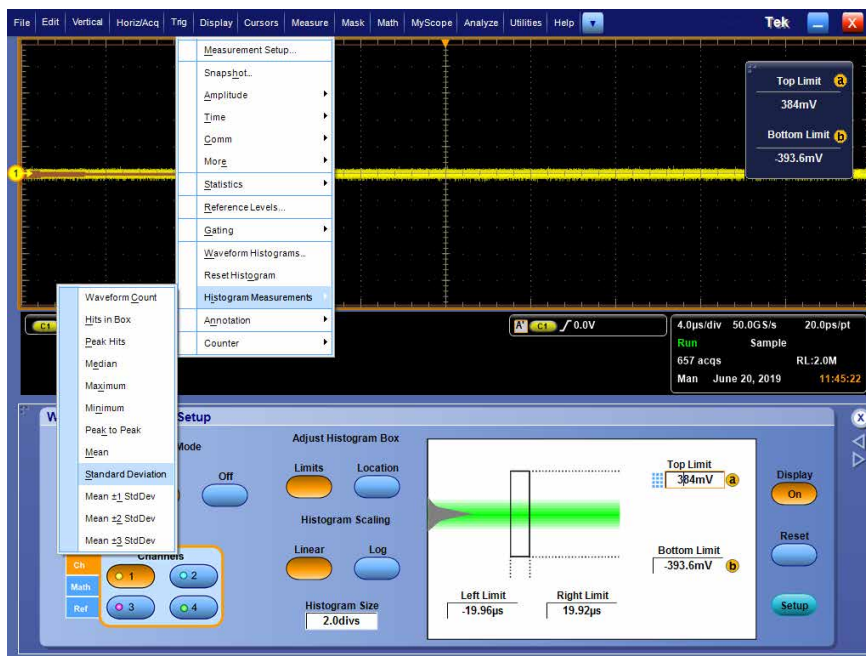 File Edit Vertical Horiz/Acq Trig Display Cursors Measure Mask Math MyScope Analyze Utilities Help Tek X
Measurement Setup...
Snapshot...
Amplitude
Time
Comm
More
Statistics
Reference Levels...
Gating
Waveform Histograms...
Reset Histogram
Histogram Measurements
Annotation
Counter
Top Limit a
384mV
Bottom Limit b
-393.6mV
1
Waveform Count
Hits in Box
Peak Hits
Median
Maximum
Minimum
Peak to Peak
Mean
Standard Deviation
Mean ±1 StdDev
Mean ±2 StdDev
Mean ±3 StdDev
C1
A' C1 0.0V
4.0µs/div 50.0GS/s 20.0ps/pt
Run Sample
657 acqs RL:2.0M
Man June 20, 2019 11:45:22
W Setup X
Mode
Off
Channels
Ch
Math
Ref
1 2
3 4
Adjust Histogram Box
Limits Location
Histogram Scaling
Linear Log
Histogram Size
2.0divs
Top Limit
384mV a
Bottom Limit
-393.6mV b
Left Limit Right Limit
-19.96µs 19.92µs
Display
On
Reset
Setup